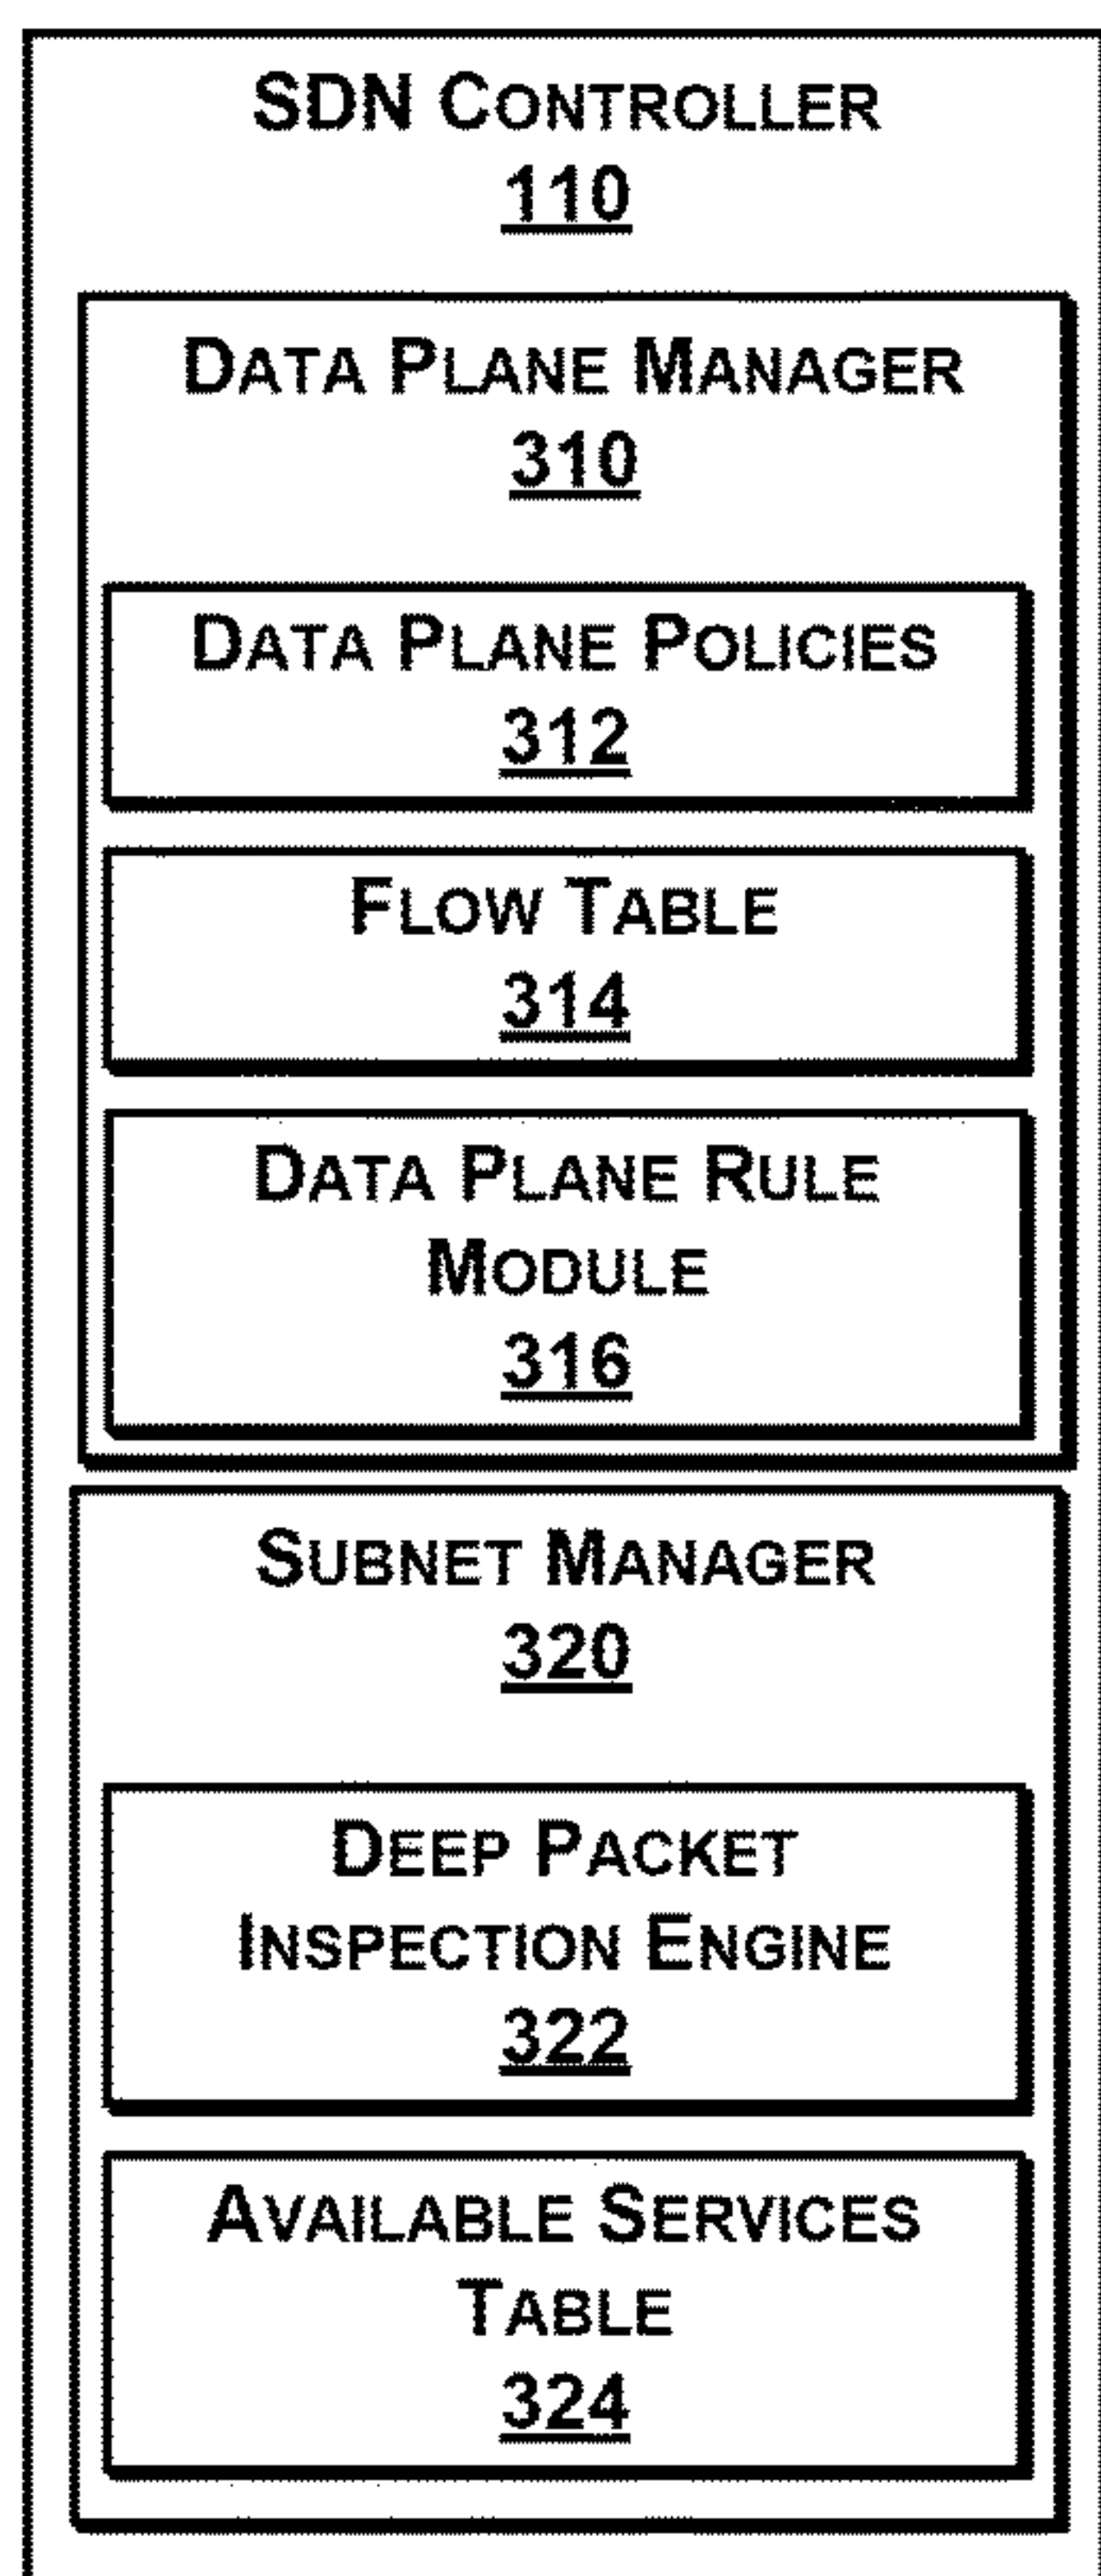 SDN CONTROLLER
110
DATA PLANE MANAGER
310
DATA PLANE POLICIES
312
FLOW TABLE
314
DATA PLANE RULE
MODULE
316
SUBNET MANAGER
320
DEEP PACKET
INSPECTION ENGINE
322
AVAILABLE SERVICES
TABLE
324